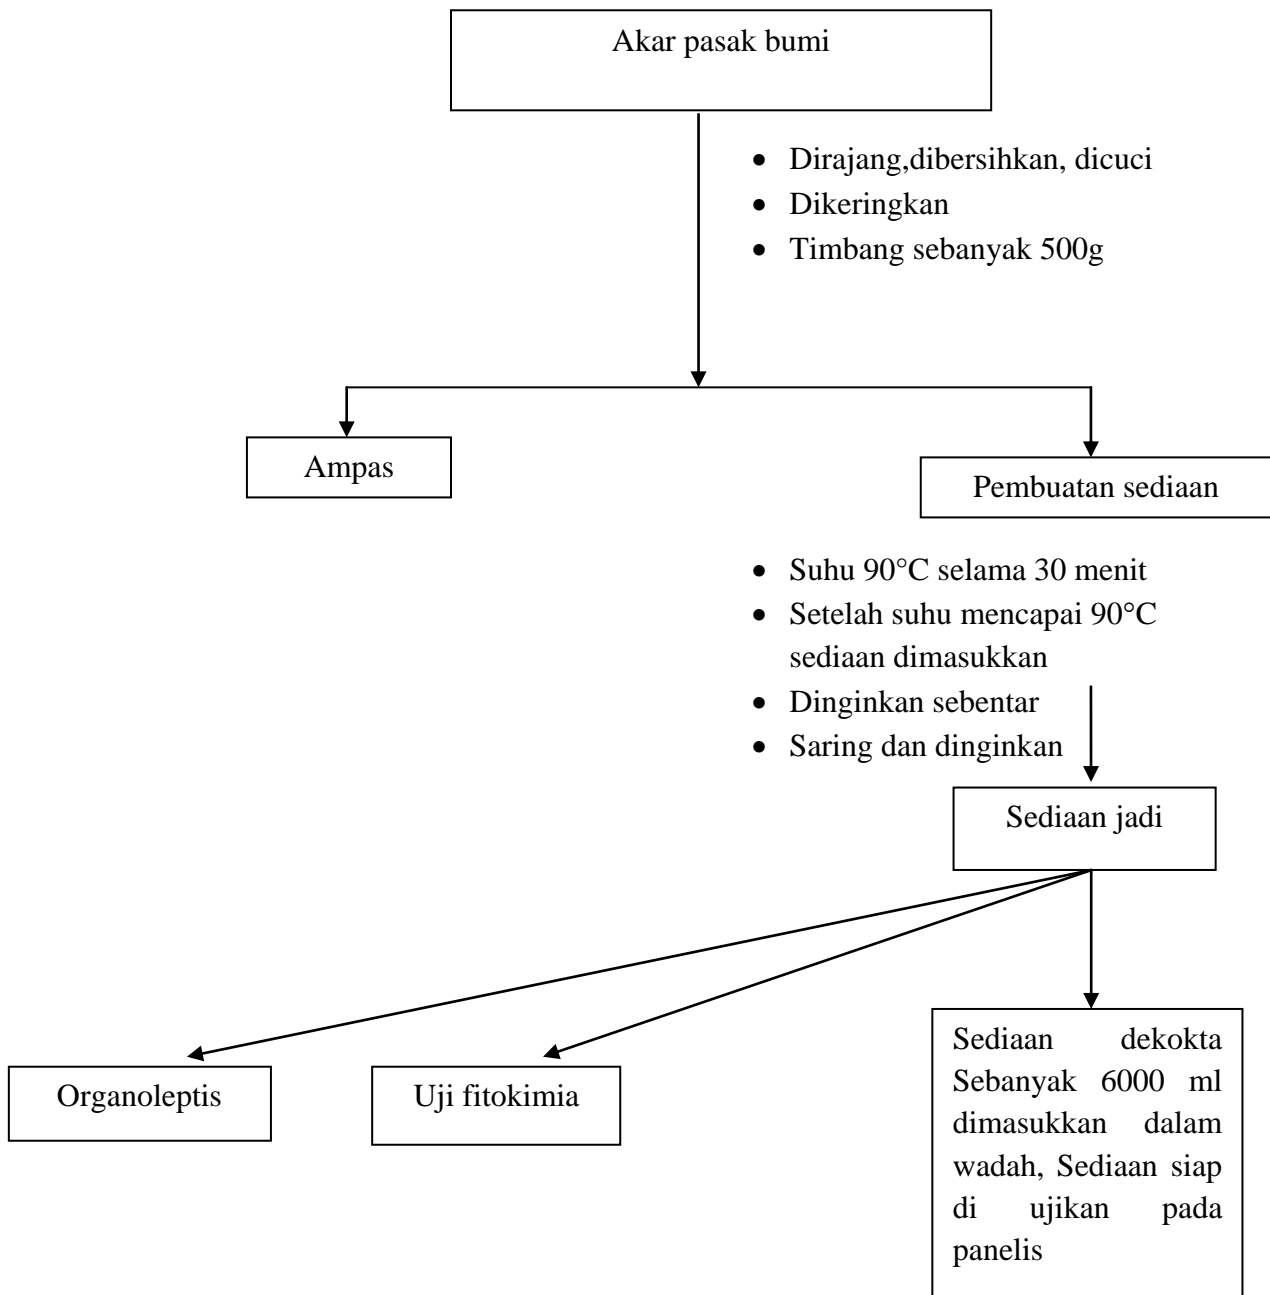 Akar pasak bumi
• Dirajang,dibersihkan, dicuci
• Dikeringkan
• Timbang sebanyak 500g
Ampas
Pembuatan sediaan
• Suhu 90°C selama 30 menit
• Setelah suhu mencapai 90°C
sediaan dimasukkan
• Dinginkan sebentar
• Saring dan dinginkan
Sediaan jadi
Organoleptis
Uji fitokimia
Sediaan dekokta
Sebanyak 6000 ml
dimasukkan dalam
wadah, Sediaan siap
di ujikan pada
panelis